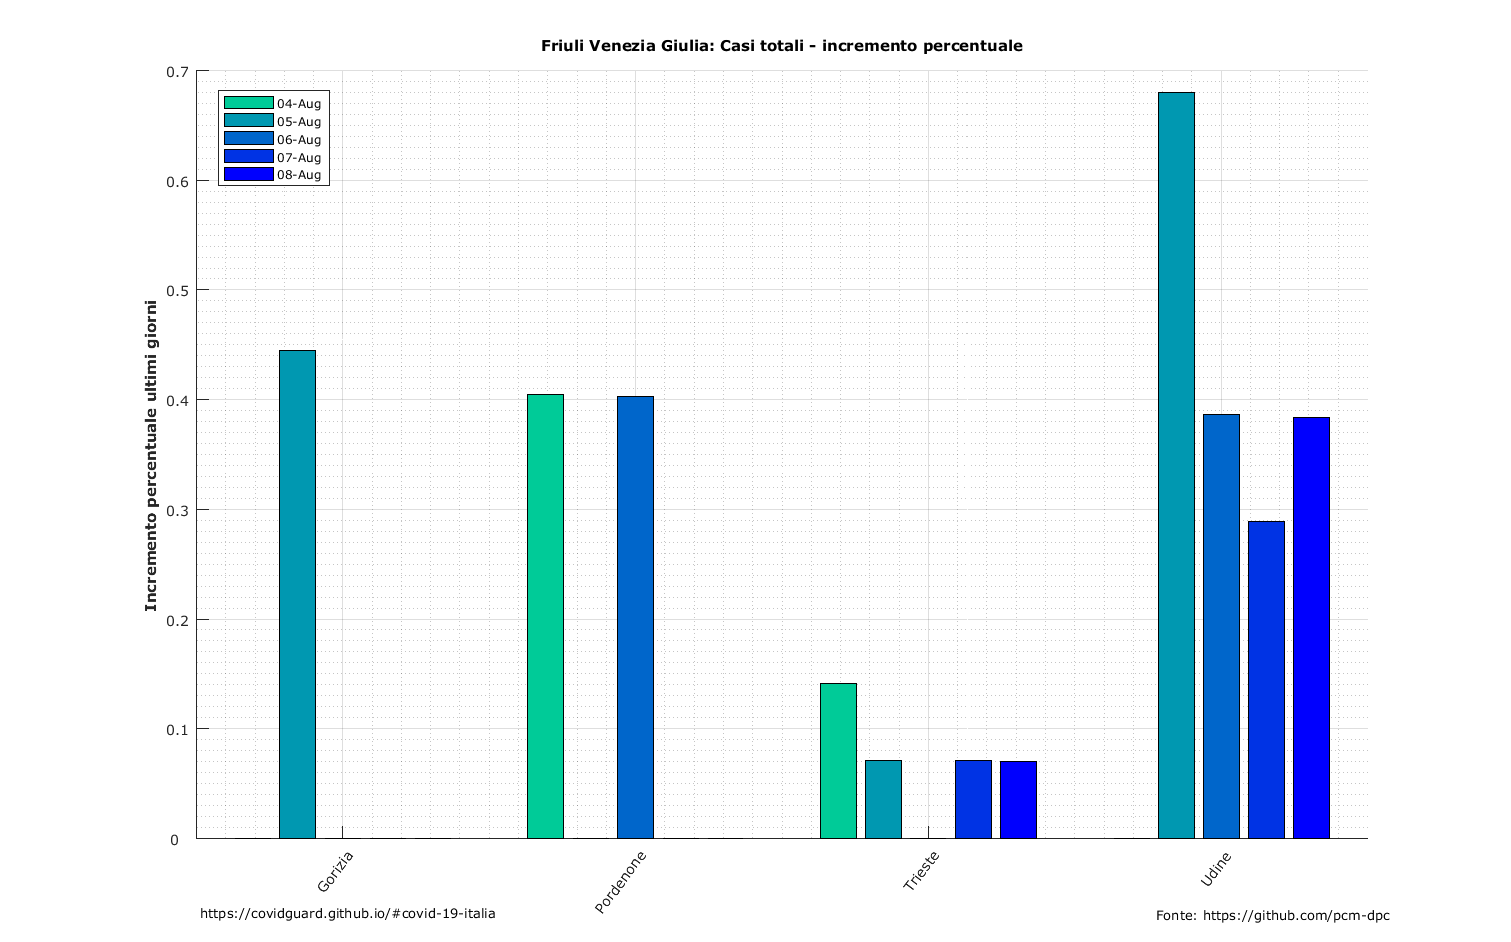 Friuli Venezia Giulia: Casi totali - incremento percentuale
0.7
0.6
0.5
0.4
0.3
0.2
0.1
0
Incremento percentuale ultimi giorni
04-Aug
05-Aug
06-Aug
07-Aug
08-Aug
Gorizia
Pordenone
Trieste
Udine
https://covidguard.github.io/#covid-19-italia
Fonte: https://github.com/pcm-dpc